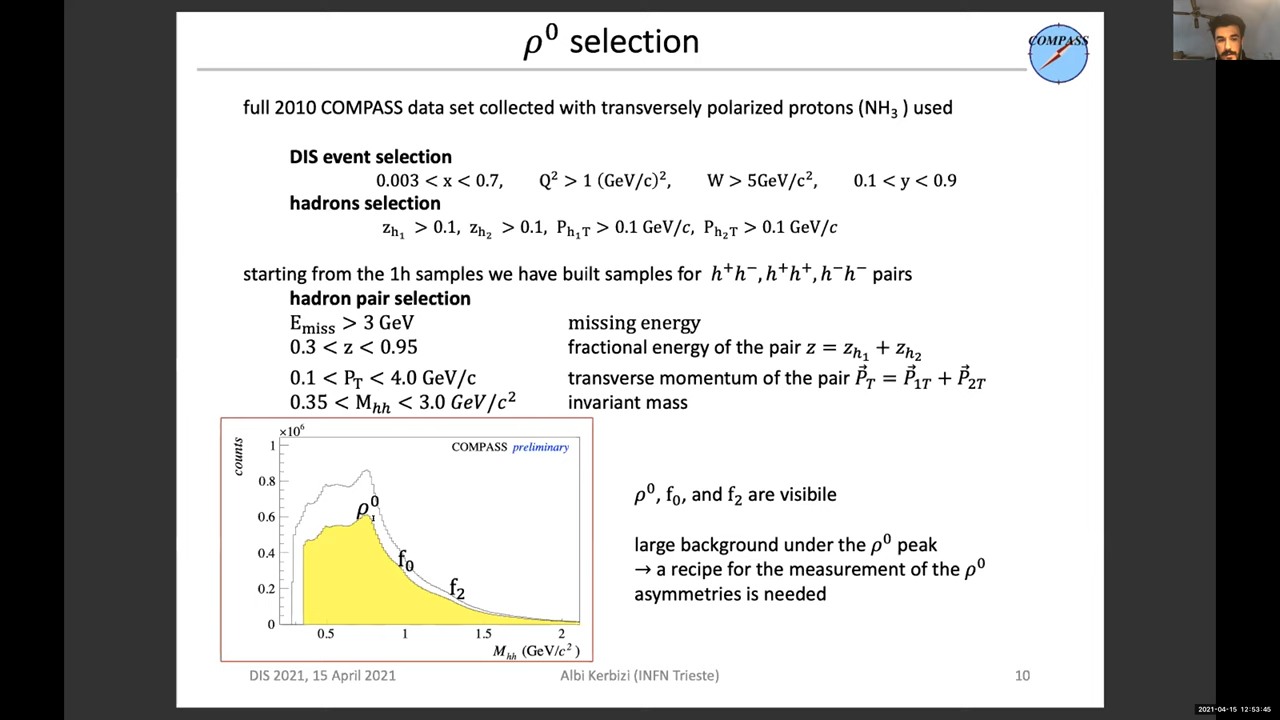 ρ⁰ selection
COMPASS
full 2010 COMPASS data set collected with transversely polarized protons (NH₃ ) used
DIS event selection
0.003 < x < 0.7, Q² > 1 (GeV/c)², W > 5GeV/c², 0.1 < y < 0.9
hadrons selection
z_h₁ > 0.1, z_h₂ > 0.1, P_h₁T > 0.1 GeV/c, P_h₂T > 0.1 GeV/c
starting from the 1h samples we have built samples for h⁺h⁻, h⁺h⁺, h⁻h⁻ pairs
hadron pair selection
E_miss > 3 GeV missing energy
0.3 < z < 0.95 fractional energy of the pair z = z_h₁ + z_h₂
0.1 < P_T < 4.0 GeV/c transverse momentum of the pair P⃗_T = P⃗_1T + P⃗_2T
0.35 < M_hh < 3.0 GeV/c² invariant mass
×10⁶
counts
COMPASS preliminary
1
0.8
0.6
0.4
0.2
0
ρ⁰
f₀
f₂
0.5 1 1.5 2
M_hh (GeV/c²)
ρ⁰, f₀, and f₂ are visibile
large background under the ρ⁰ peak
→ a recipe for the measurement of the ρ⁰
asymmetries is needed
DIS 2021, 15 April 2021 Albi Kerbizi (INFN Trieste) 10
2021-04-15 12:53:45